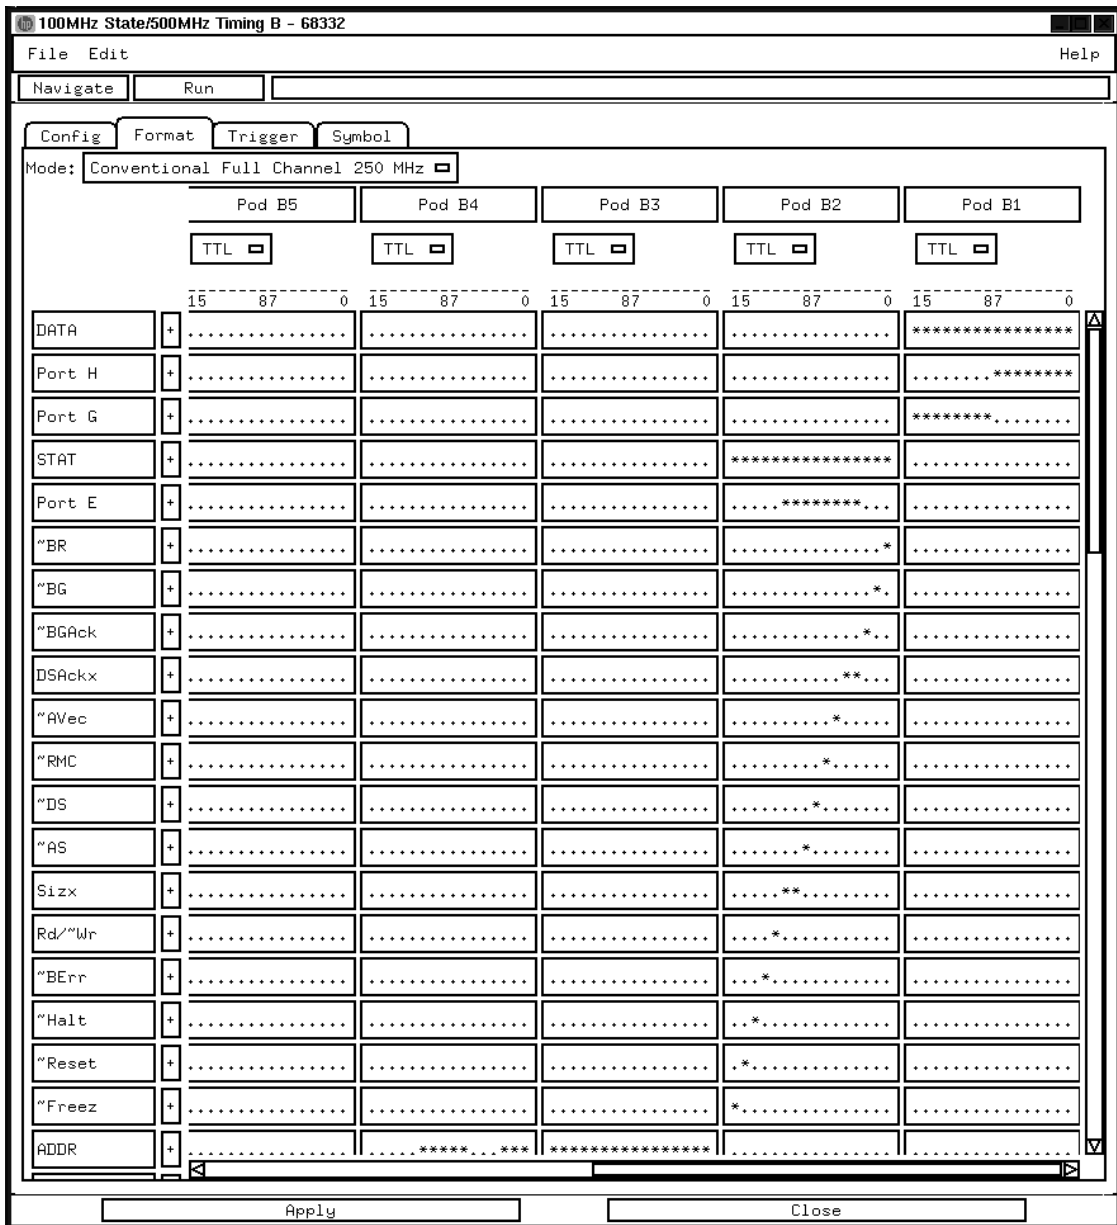 hp 100MHz State/500MHz Timing B - 68332
File Edit Help
Navigate Run
Config Format Trigger Symbol
Mode: Conventional Full Channel 250 MHz
Pod B5 Pod B4 Pod B3 Pod B2 Pod B1
TTL TTL TTL TTL TTL
15 87 0 15 87 0 15 87 0 15 87 0 15 87 0
DATA + ................ ................ ................ ................ ****************
Port H + ................ ................ ................ ................ ........********
Port G + ................ ................ ................ ................ ********........
STAT + ................ ................ ................ **************** ................
Port E + ................ ................ ................ .....********... ................
~BR + ................ ................ ................ ...............* ................
~BG + ................ ................ ................ ..............*. ................
~BGAck + ................ ................ ................ .............*.. ................
DSAckx + ................ ................ ................ ...........**... ................
~AVec + ................ ................ ................ ..........*..... ................
~RMC + ................ ................ ................ .........*...... ................
~DS + ................ ................ ................ ........*....... ................
~AS + ................ ................ ................ .......*........ ................
Sizx + ................ ................ ................ .....**......... ................
Rd/~Wr + ................ ................ ................ ....*........... ................
~BErr + ................ ................ ................ ...*............ ................
~Halt + ................ ................ ................ ..*............. ................
~Reset + ................ ................ ................ .*.............. ................
~Freez + ................ ................ ................ *............... ................
ADDR + ................ .....*****...*** **************** ................ ................
Apply Close